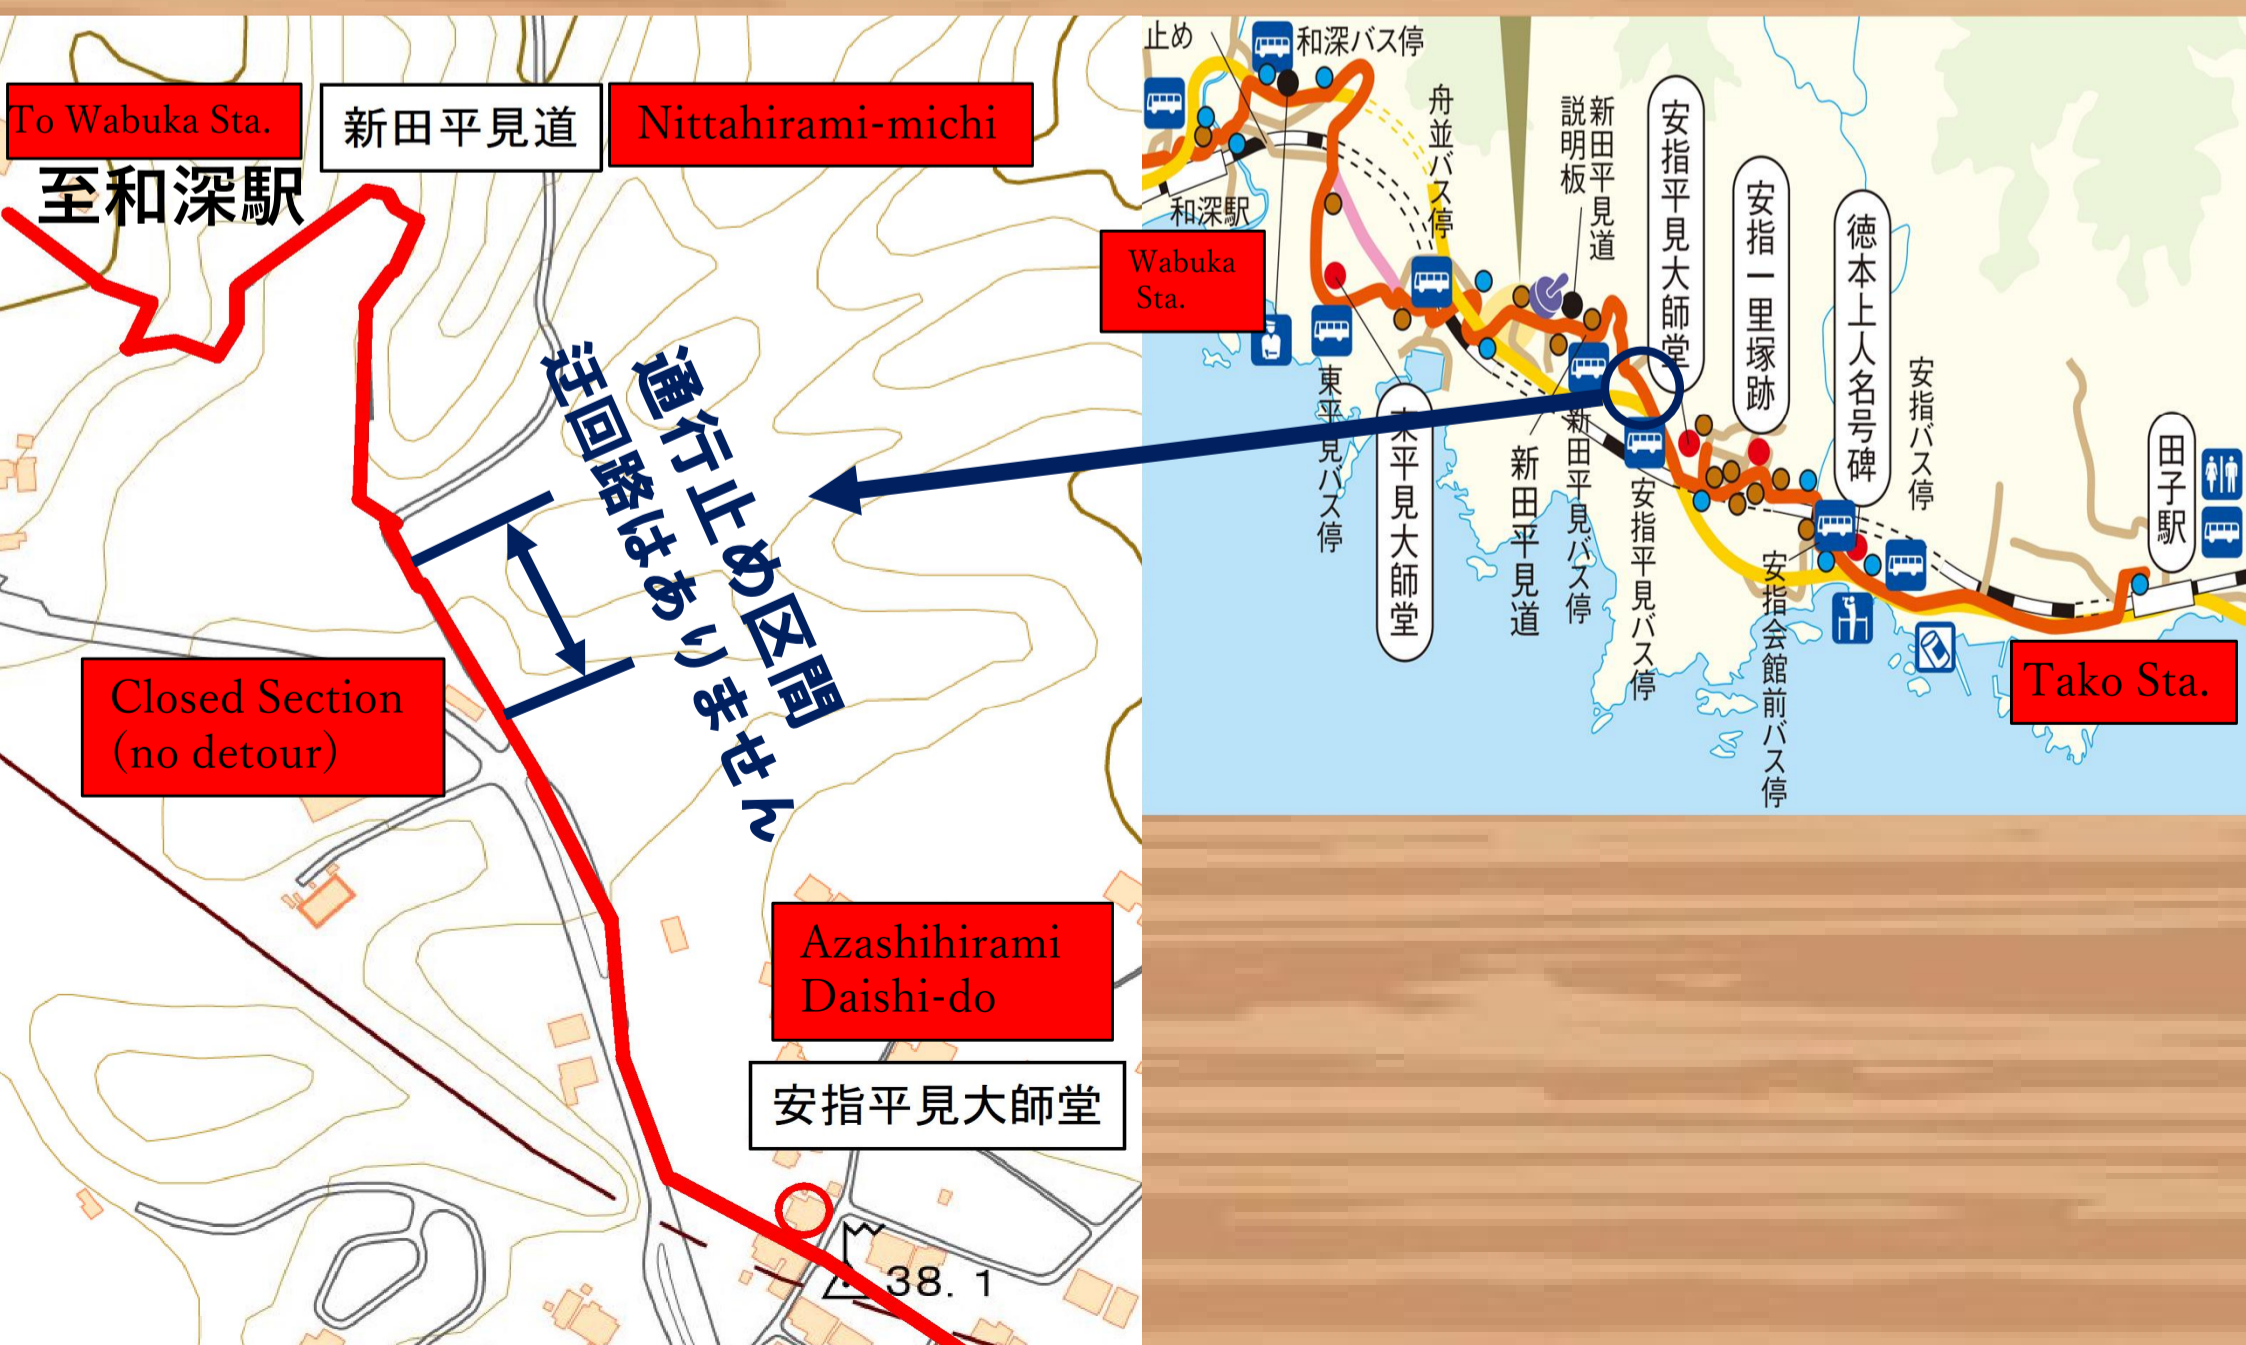 To Wabuka Sta.
至和深駅
新田平見道
Nittahirami-michi
通行止め区間
迂回路はありません
Closed Section
(no detour)
Azashihirami
Daishi-do
安指平見大師堂
38.1
止め
和深バス停
和深駅
Wabuka
Sta.
舟並バス停
新田平見道
説明板
安指平見大師堂
安指一里塚跡
徳本上人名号碑
安指バス停
田子駅
東平見バス停
東平見大師堂
新田平見道
新田平見バス停
安指平見バス停
安指会館前バス停
Tako Sta.